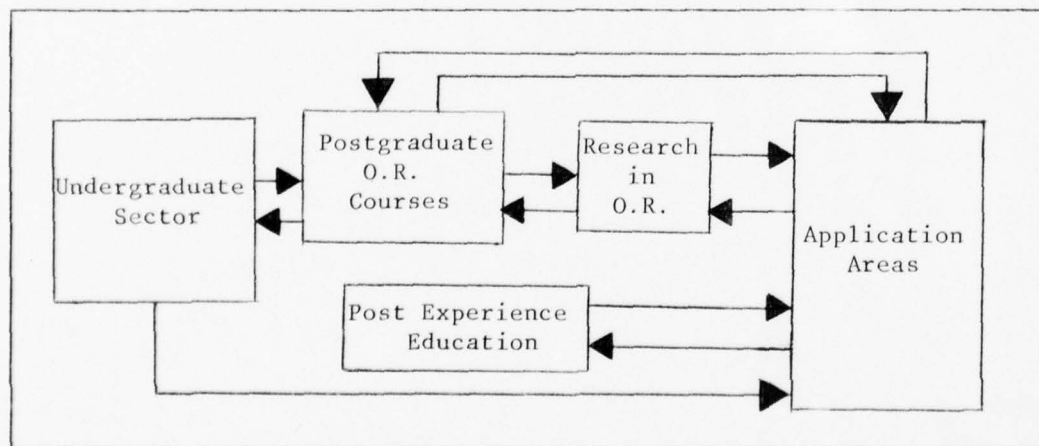 Undergraduate
Sector
Postgraduate
O.R.
Courses
Research
in
O.R.
Application
Areas
Post Experience
Education